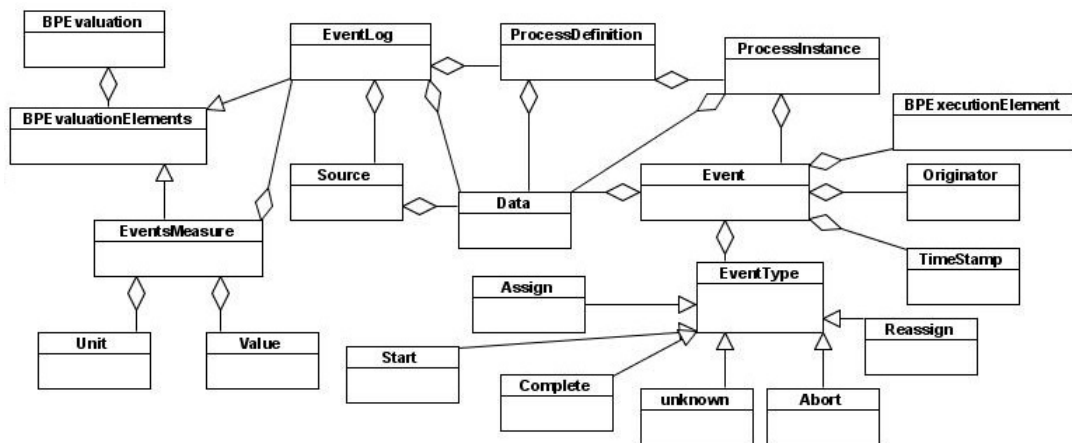 BPEvaluation
EventLog
ProcessDefinition
ProcessInstance
BPExecutionElement
BPEvaluationElements
Source
Data
Event
Originator
EventsMeasure
TimeStamp
EventType
Assign
Reassign
Unit
Value
Start
Complete
unknown
Abort